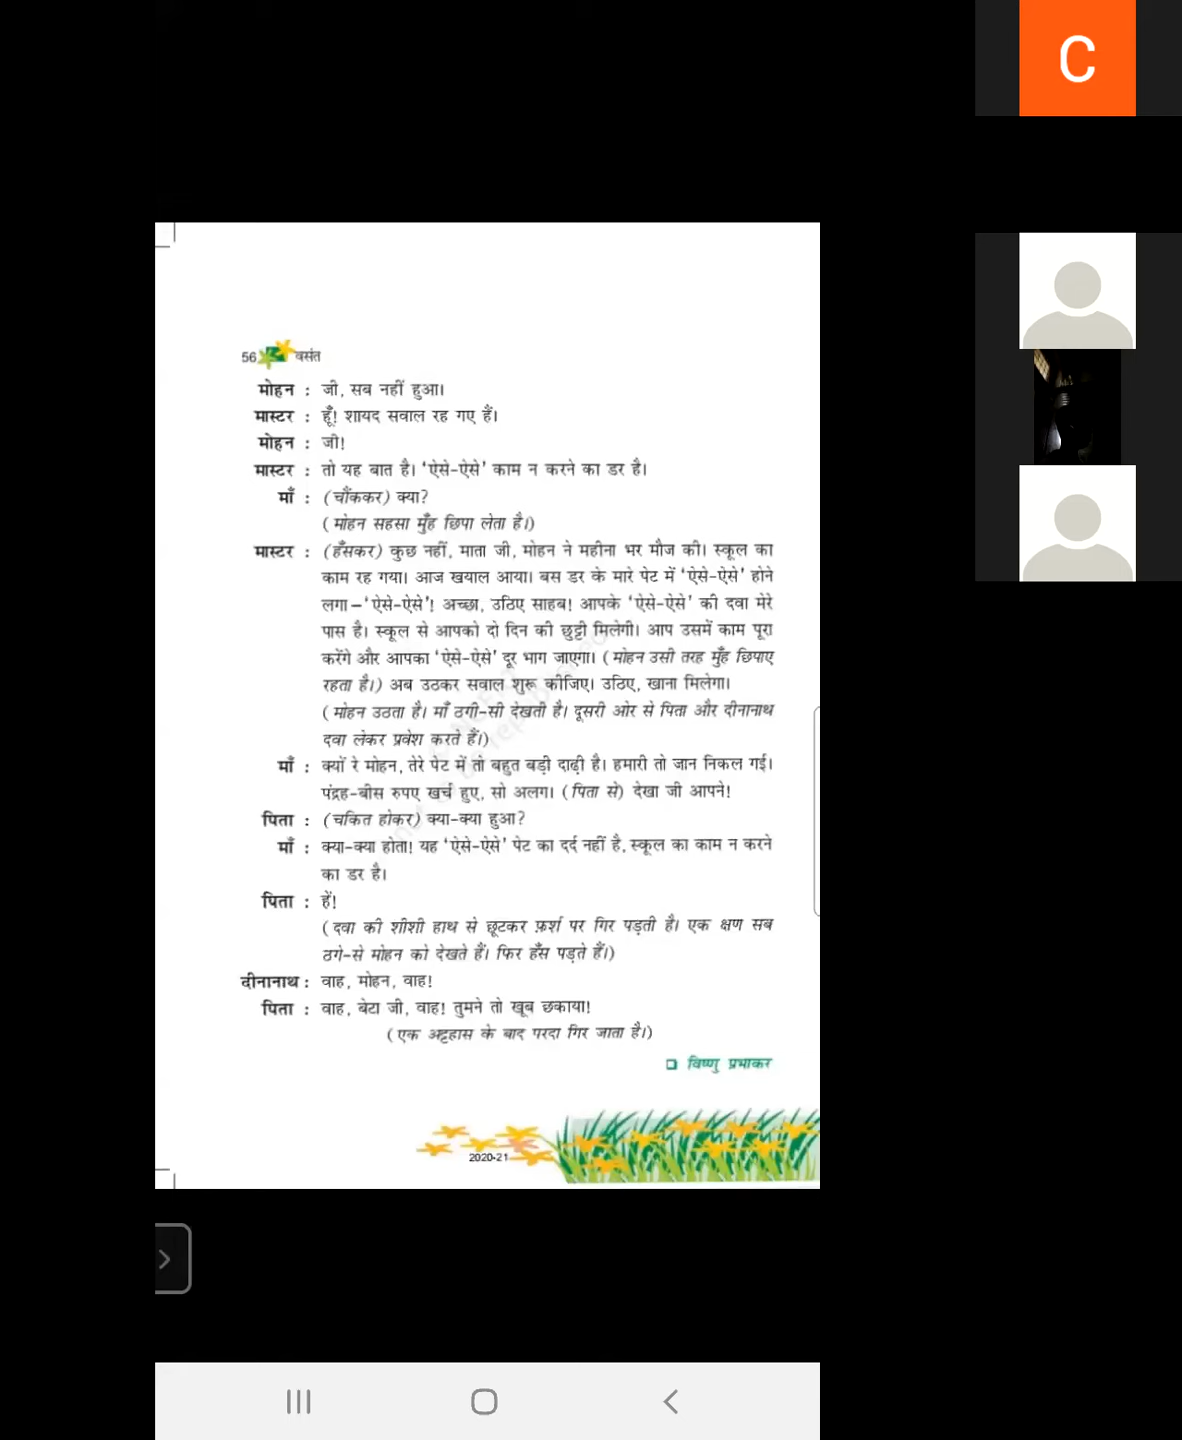 C
56 वसंत
मोहन : जी, सब नहीं हुआ।
मास्टर : हूँ! शायद सवाल रह गए हैं।
मोहन : जी!
मास्टर : तो यह बात है। ‘ऐसे-ऐसे’ काम न करने का डर है।
माँ : (चौंककर) क्या?
(मोहन सहसा मुँह छिपा लेता है।)
मास्टर : (हँसकर) कुछ नहीं, माता जी, मोहन ने महीना भर मौज की। स्कूल का
काम रह गया। आज खयाल आया। बस डर के मारे पेट में ‘ऐसे-ऐसे’ होने
लगा–‘ऐसे-ऐसे’! अच्छा, उठिए साहब! आपके ‘ऐसे-ऐसे’ की दवा मेरे
पास है। स्कूल से आपको दो दिन की छुट्टी मिलेगी। आप उसमें काम पूरा
करेंगे और आपका ‘ऐसे-ऐसे’ दूर भाग जाएगा। (मोहन उसी तरह मुँह छिपाए
रहता है।) अब उठकर सवाल शुरू कीजिए। उठिए, खाना मिलेगा।
(मोहन उठता है। माँ ठगी-सी देखती है। दूसरी ओर से पिता और दीनानाथ
दवा लेकर प्रवेश करते हैं।)
माँ : क्यों रे मोहन, तेरे पेट में तो बहुत बड़ी दाढ़ी है। हमारी तो जान निकल गई।
पंद्रह-बीस रुपए खर्च हुए, सो अलग। (पिता से) देखा जी आपने!
पिता : (चकित होकर) क्या-क्या हुआ?
माँ : क्या-क्या होता! यह ‘ऐसे-ऐसे’ पेट का दर्द नहीं है, स्कूल का काम न करने
का डर है।
पिता : हें!
(दवा की शीशी हाथ से छूटकर फ़र्श पर गिर पड़ती है। एक क्षण सब
ठगे-से मोहन को देखते हैं। फिर हँस पड़ते हैं।)
दीनानाथ : वाह, मोहन, वाह!
पिता : वाह, बेटा जी, वाह! तुमने तो खूब छकाया!
(एक अट्टहास के बाद परदा गिर जाता है।)
विष्णु प्रभाकर
2020-21